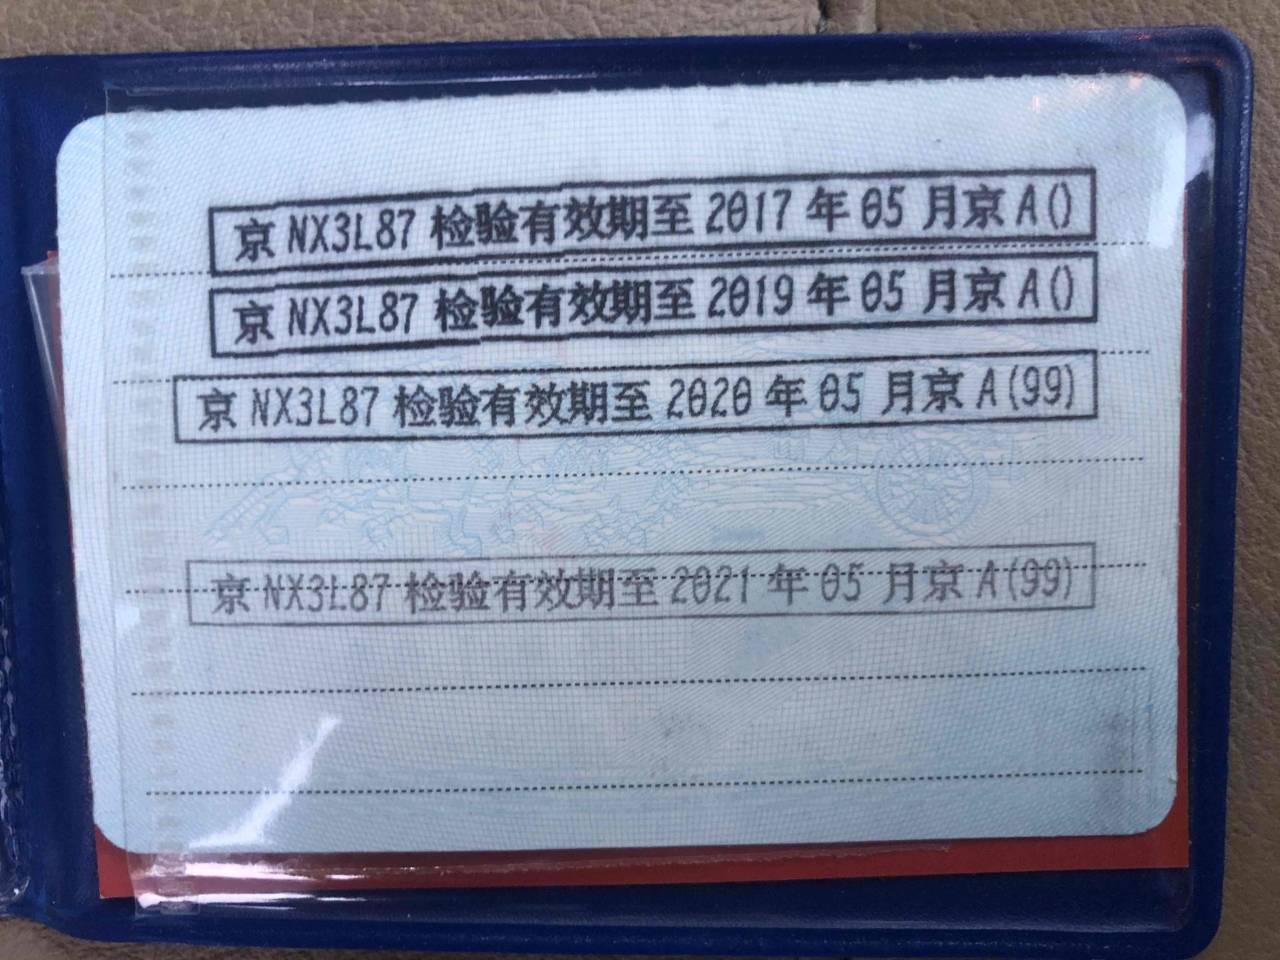 京 NX3L87 检验有效期至 2017 年 05 月京 A()
京 NX3L87 检验有效期至 2019 年 05 月京 A()
京 NX3L87 检验有效期至 2020 年 05 月京 A(99)
京 NX3L87 检验有效期至 2021 年 05 月京 A(99)